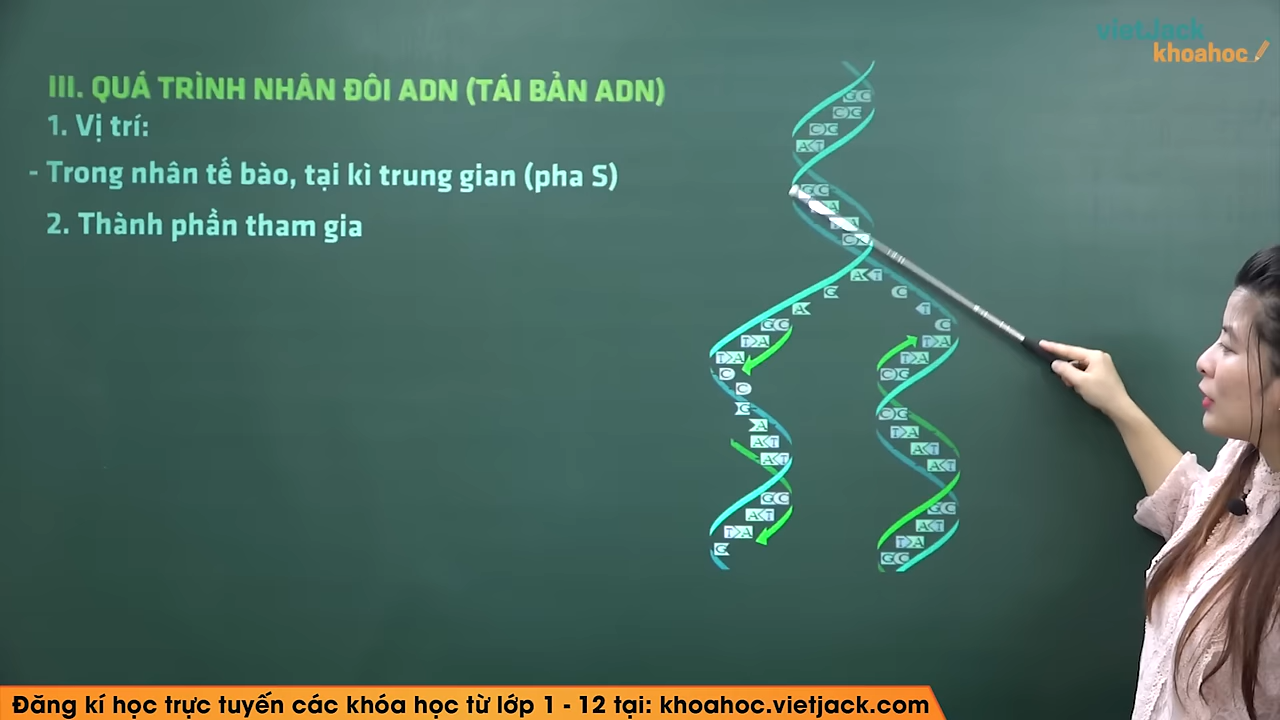 vietJack
khoahoc
III. QUÁ TRÌNH NHÂN ĐÔI ADN (TÁI BẢN ADN)
1. Vị trí:
- Trong nhân tế bào, tại kì trung gian (pha S)
2. Thành phần tham gia
Đăng kí học trực tuyến các khóa học từ lớp 1 - 12 tại: khoahoc.vietjack.com